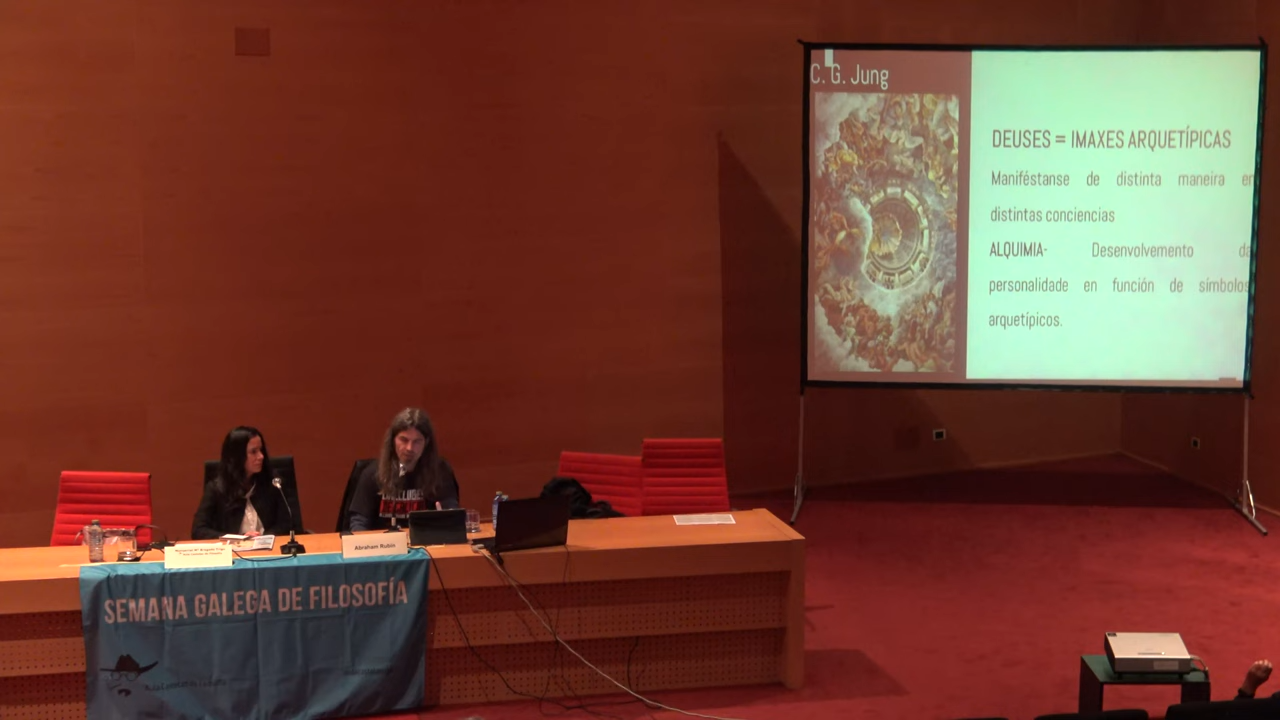 C. G. Jung
DEUSES = IMAXES ARQUETÍPICAS
Maniféstanse de distinta maneira en
distintas conciencias
ALQUIMIA- Desenvolvemento da
personalidade en función de símbolos
arquetípicos.
Abraham Rubín
SEMANA GALEGA DE FILOSOFÍA